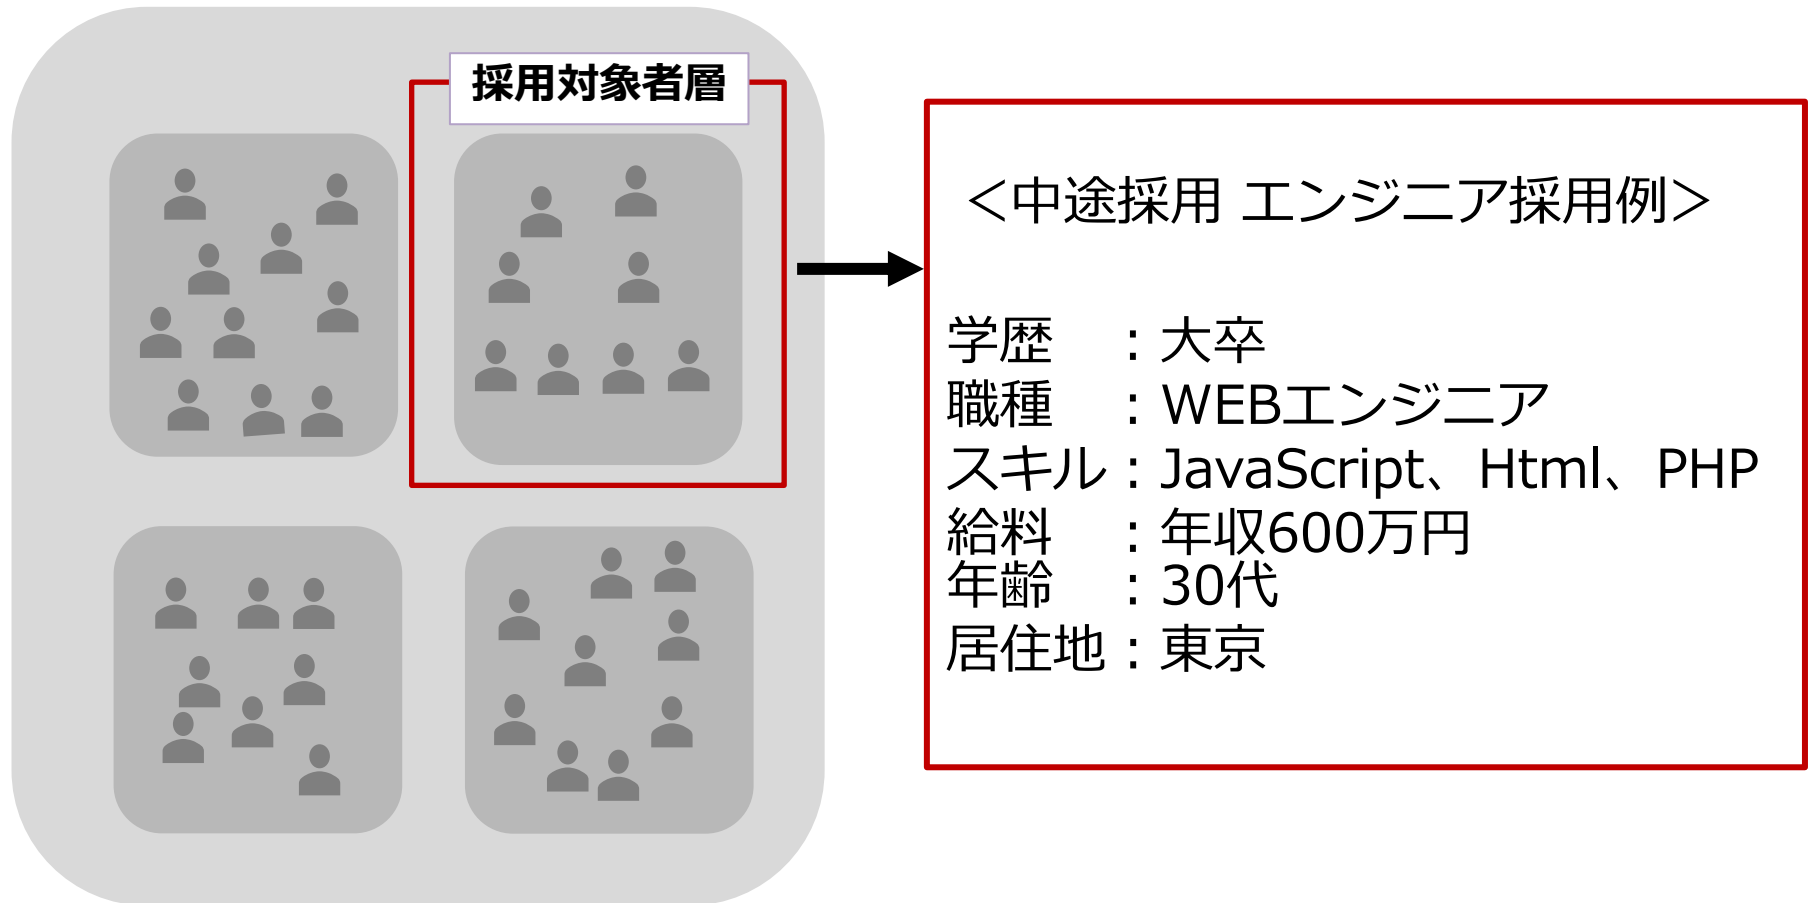 採用対象者層
＜中途採用 エンジニア採用例＞
学歴　：大卒
職種　：WEBエンジニア
スキル：JavaScript、Html、PHP
給料　：年収600万円
年齢　：30代
居住地：東京